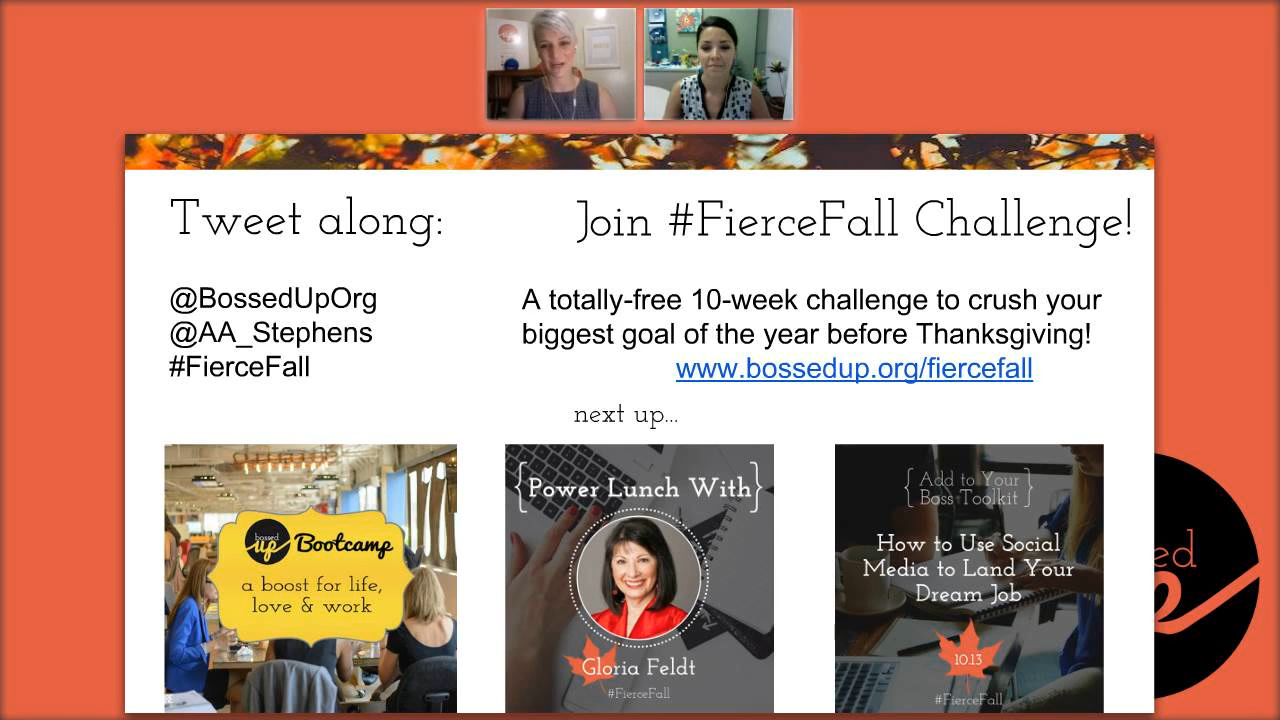 Tweet along:
Join #FierceFall Challenge!
@BossedUpOrg
@AA_Stephens
#FierceFall
A totally-free 10-week challenge to crush your
biggest goal of the year before Thanksgiving!
www.bossedup.org/fiercefall
next up...
bossed
up Bootcamp
a boost for life,
love & work
{Power Lunch With}
Gloria Feldt
#FierceFall
{ Add to Your
Boss Toolkit }
How to Use Social
Media to Land Your
Dream Job
10.13
#FierceFall
ed